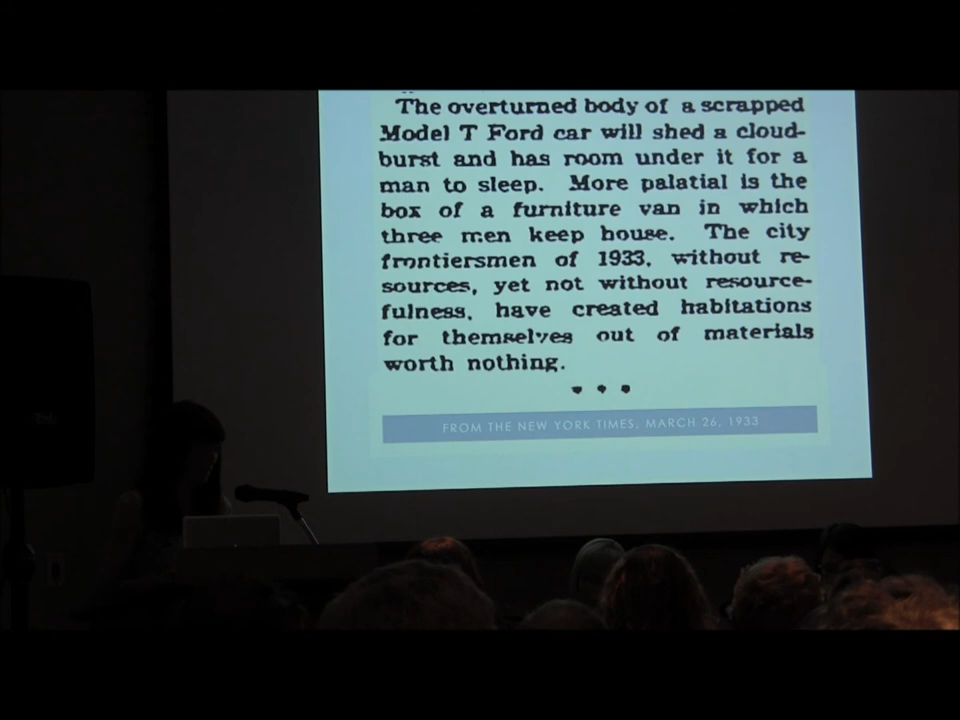 The overturned body of a scrapped
Model T Ford car will shed a cloud-
burst and has room under it for a
man to sleep. More palatial is the
box of a furniture van in which
three men keep house. The city
frontiersmen of 1933, without re-
sources, yet not without resource-
fulness, have created habitations
for themselves out of materials
worth nothing.
FROM THE NEW YORK TIMES, MARCH 26, 1933